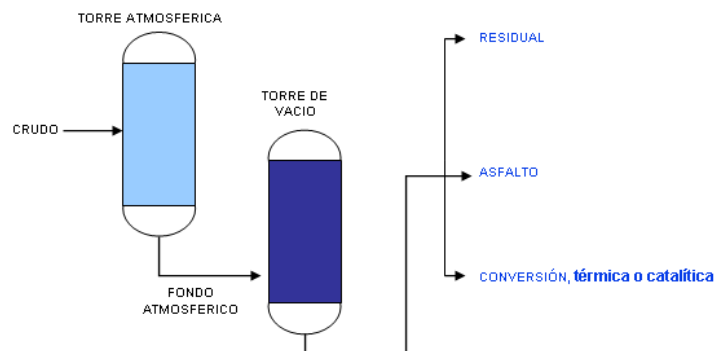 TORRE ATMOSFERICA
CRUDO
FONDO
ATMOSFERICO
TORRE DE
VACIO
RESIDUAL
ASFALTO
CONVERSIÓN, térmica o catalítica